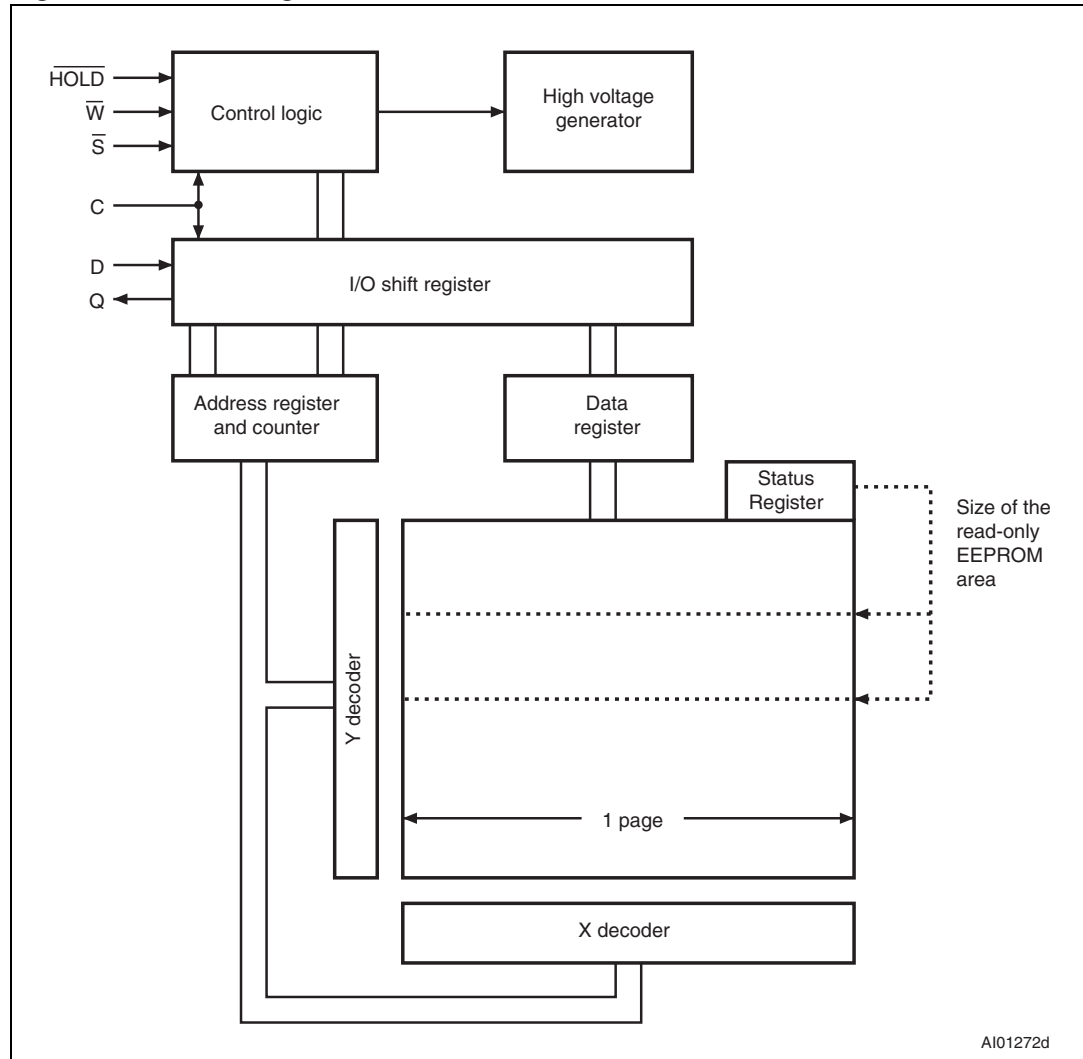 HOLD
W
S
C
D
Q
Control logic
High voltage
generator
I/O shift register
Address register
and counter
Data
register
Status
Register
Size of the
read-only
EEPROM
area
Y decoder
1 page
X decoder
AI01272d